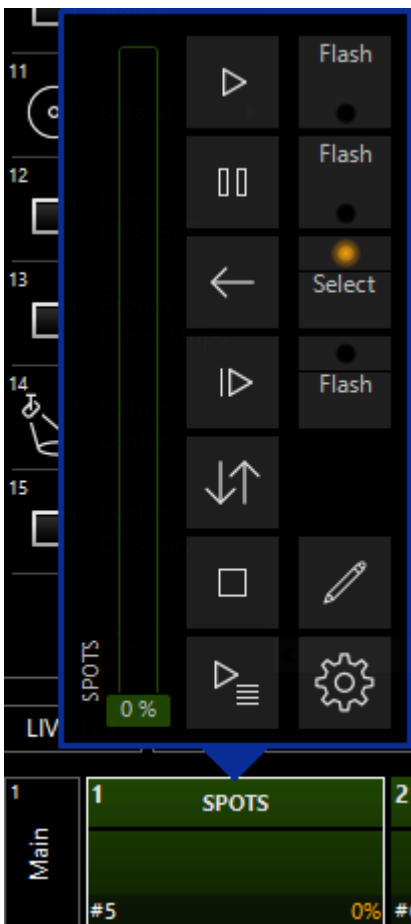 11
12
13
14
15
Flash
Flash
Select
Flash
SPOTS
0 %
LIV
1
Main
1
SPOTS
2
#5
0%